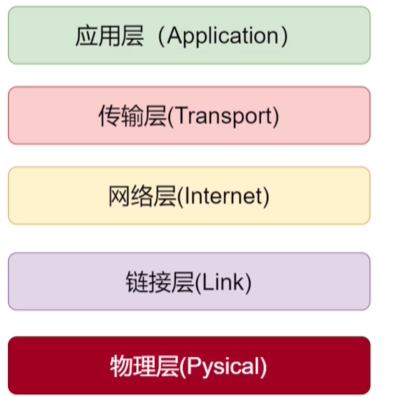 应用层（Application）
传输层(Transport)
网络层(Internet)
链接层(Link)
物理层(Pysical)